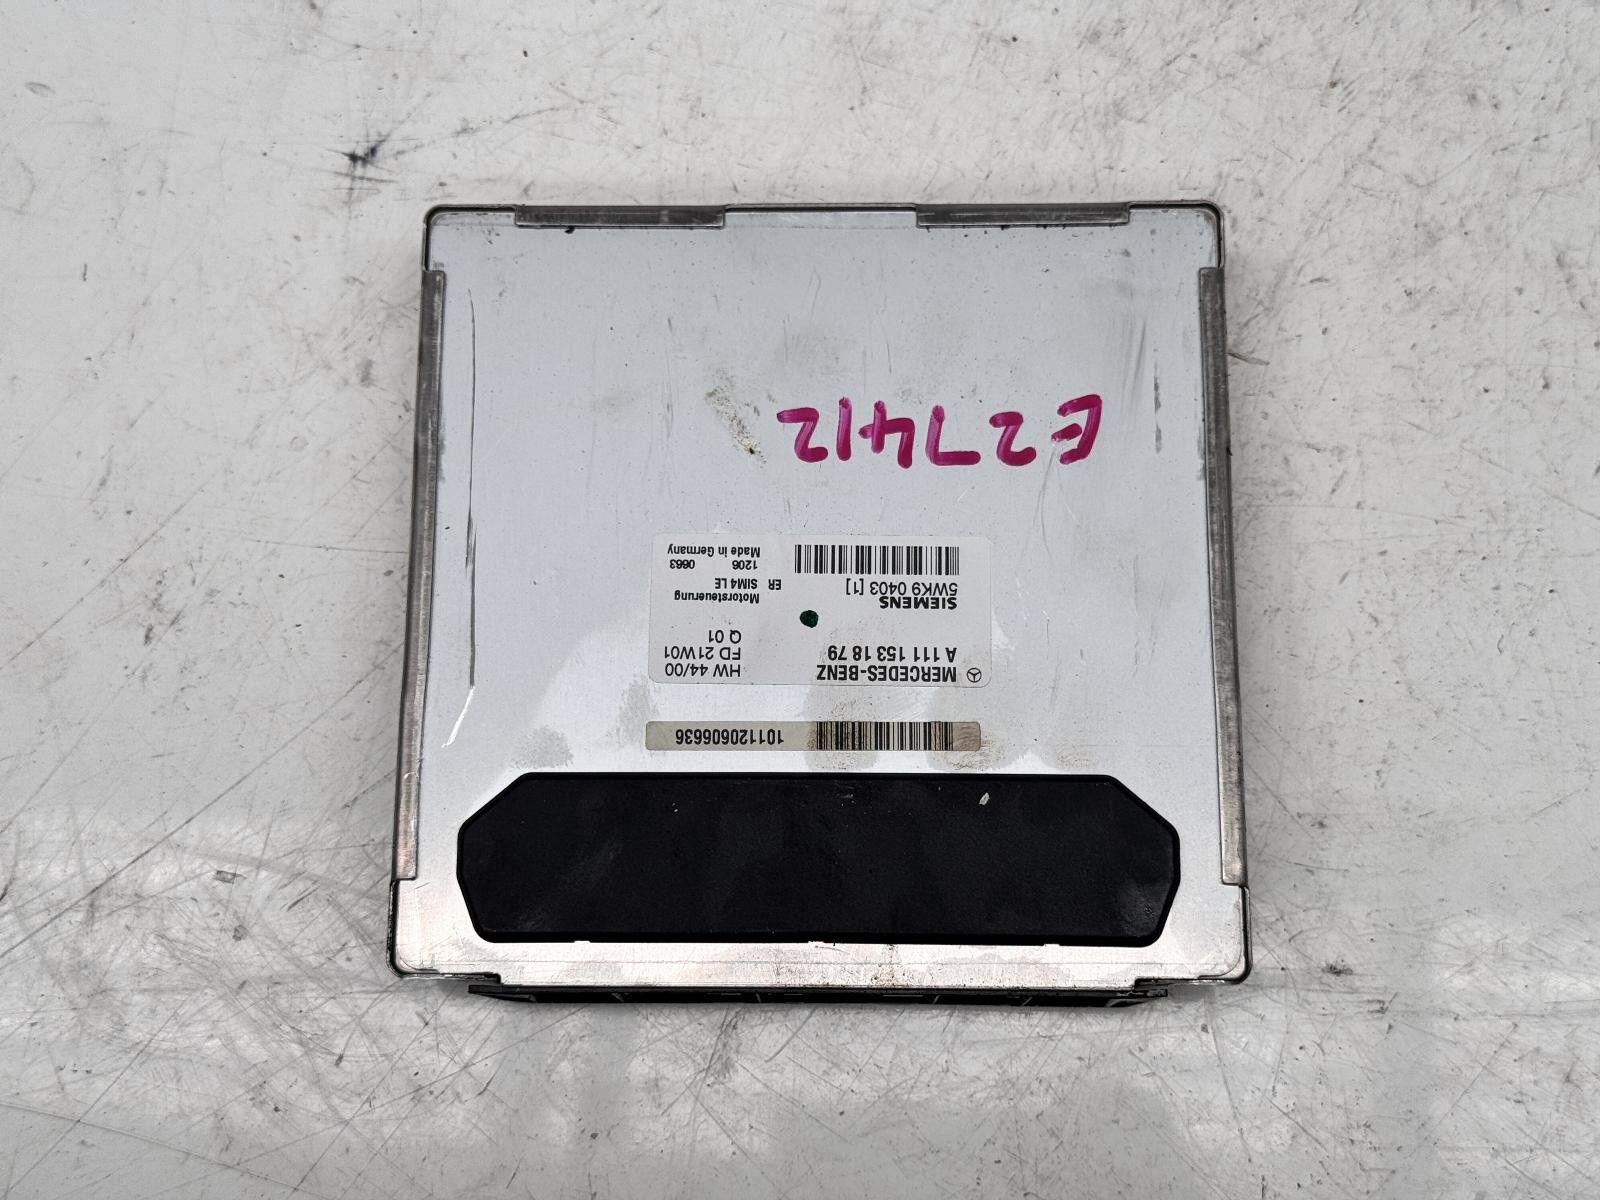 101120606636
MERCEDES-BENZ HW 44/00
A 111 153 18 79 FD 21W01
Q 01
SIEMENS Motorsteuerung
5WK9 0403 [1] ER SIM4 LE
1206 0663
Made in Germany
E27412